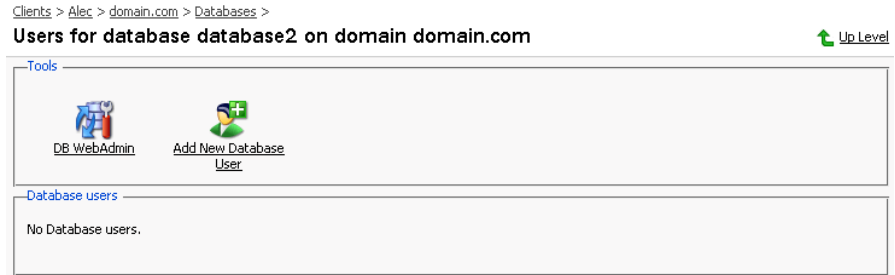 Clients > Alec > domain.com > Databases >
Users for database database2 on domain domain.com
Up Level
Tools
DB WebAdmin
Add New Database
User
Database users
No Database users.